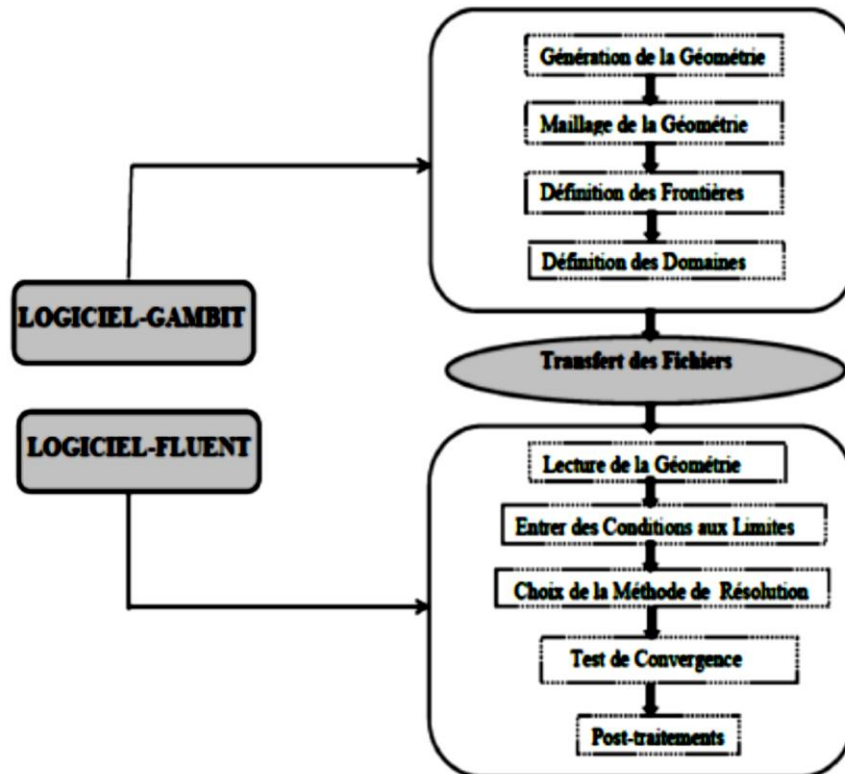 Génération de la Géométrie
Maillage de la Géométrie
Définition des Frontières
Définition des Domaines
LOGICIEL-GAMBIT
Transfert des Fichiers
LOGICIEL-FLUENT
Lecture de la Géométrie
Entrer des Conditions aux Limites
Choix de la Méthode de Résolution
Test de Convergence
Post-traitements